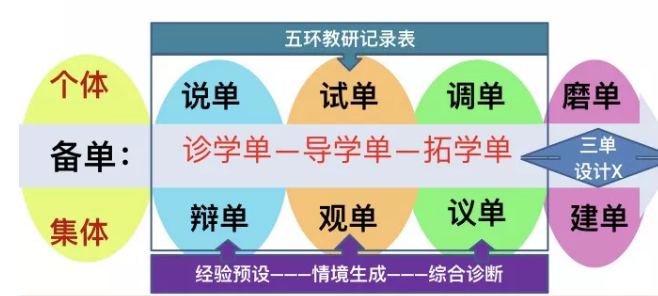 五环教研记录表
个体
说单
试单
调单
磨单
备单：
诊学单—导学单—拓学单
三单
设计X
集体
辩单
观单
议单
建单
经验预设———情境生成———综合诊断